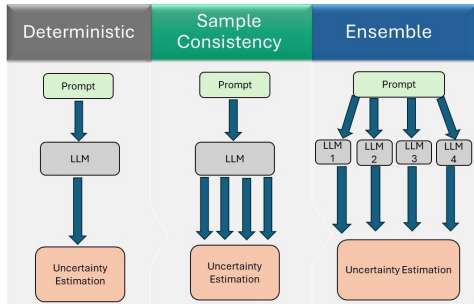 Deterministic
Sample
Consistency
Ensemble
Prompt
Prompt
Prompt
LLM
LLM
LLM
1
LLM
2
LLM
3
LLM
4
Uncertainty
Estimation
Uncertainty
Estimation
Uncertainty Estimation